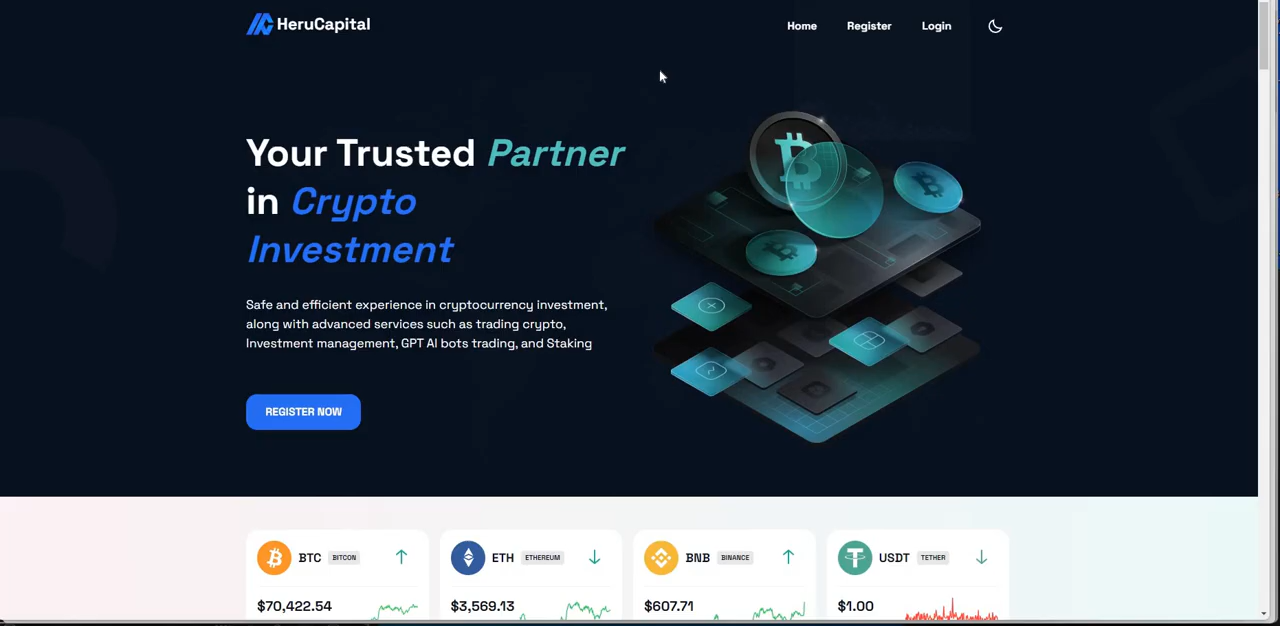 HeruCapital
Home Register Login
Your Trusted Partner
in Crypto
Investment
Safe and efficient experience in cryptocurrency investment,
along with advanced services such as trading crypto,
Investment management, GPT AI bots trading, and Staking
REGISTER NOW
BTC BITCOIN
ETH ETHEREUM
BNB BINANCE
USDT TETHER
$70,422.54
$3,569.13
$607.71
$1.00